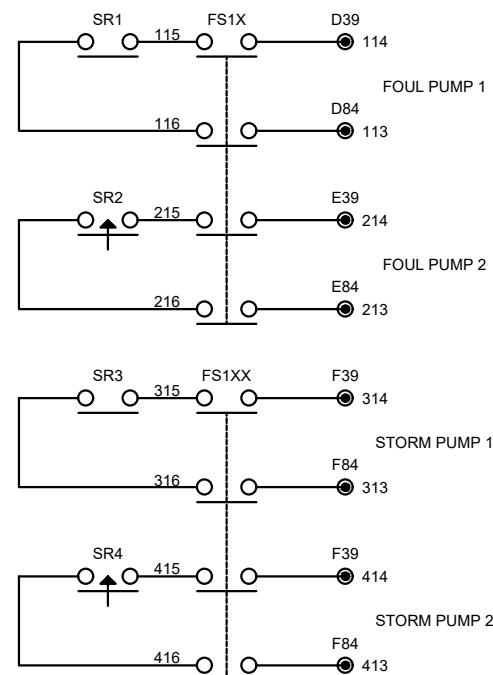 SR1 115 FS1X D39
114
FOUL PUMP 1
D84
116 113
SR2 215 E39
214
FOUL PUMP 2
E84
216 213
SR3 315 FS1XX F39
314
STORM PUMP 1
F84
316 313
SR4 415 F39
414
STORM PUMP 2
F84
416 413